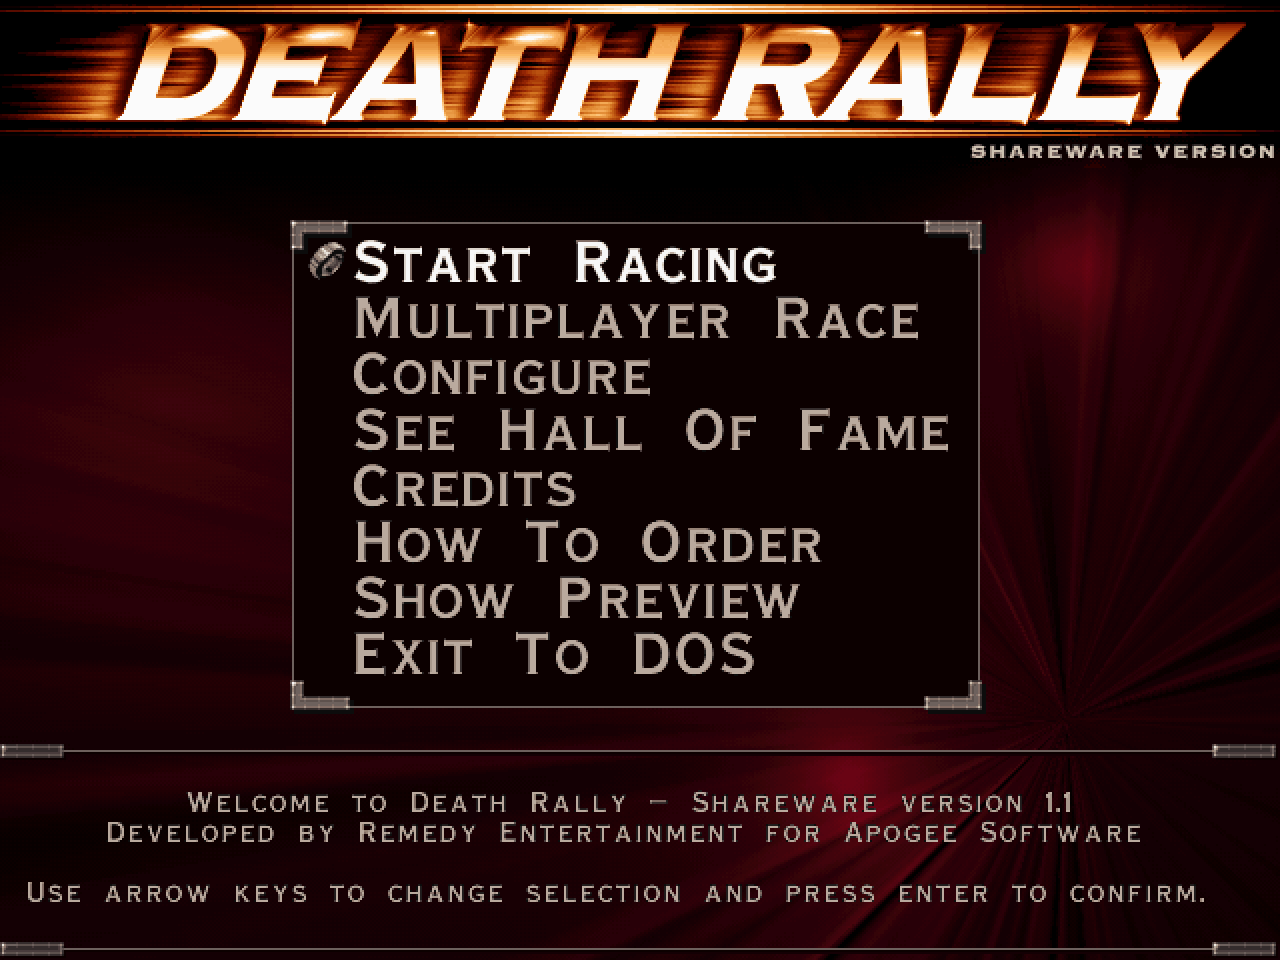 DEATH RALLY
SHAREWARE VERSION
START RACING
MULTIPLAYER RACE
CONFIGURE
SEE HALL OF FAME
CREDITS
HOW TO ORDER
SHOW PREVIEW
EXIT TO DOS
WELCOME TO DEATH RALLY – SHAREWARE VERSION 1.1
DEVELOPED BY REMEDY ENTERTAINMENT FOR APOGEE SOFTWARE
USE ARROW KEYS TO CHANGE SELECTION AND PRESS ENTER TO CONFIRM.